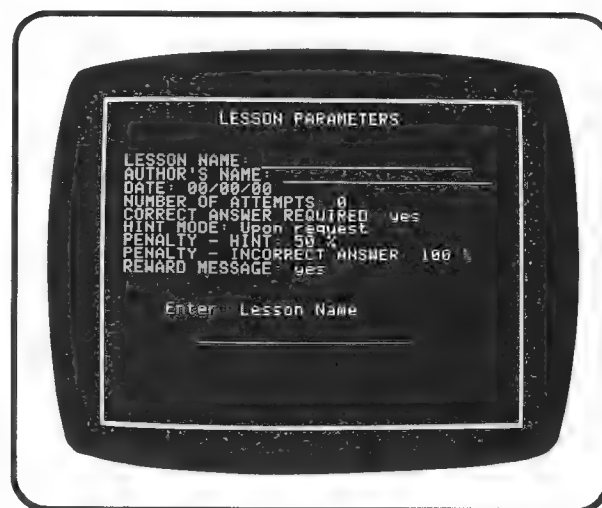 LESSON PARAMETERS
LESSON NAME:
AUTHOR'S NAME:
DATE: 00/00/00
NUMBER OF ATTEMPTS: 0
CORRECT ANSWER REQUIRED: yes
HINT MODE: Upon request
PENALTY - HINT: 50 %
PENALTY - INCORRECT ANSWER: 100 %
REWARD MESSAGE: yes
Enter Lesson Name